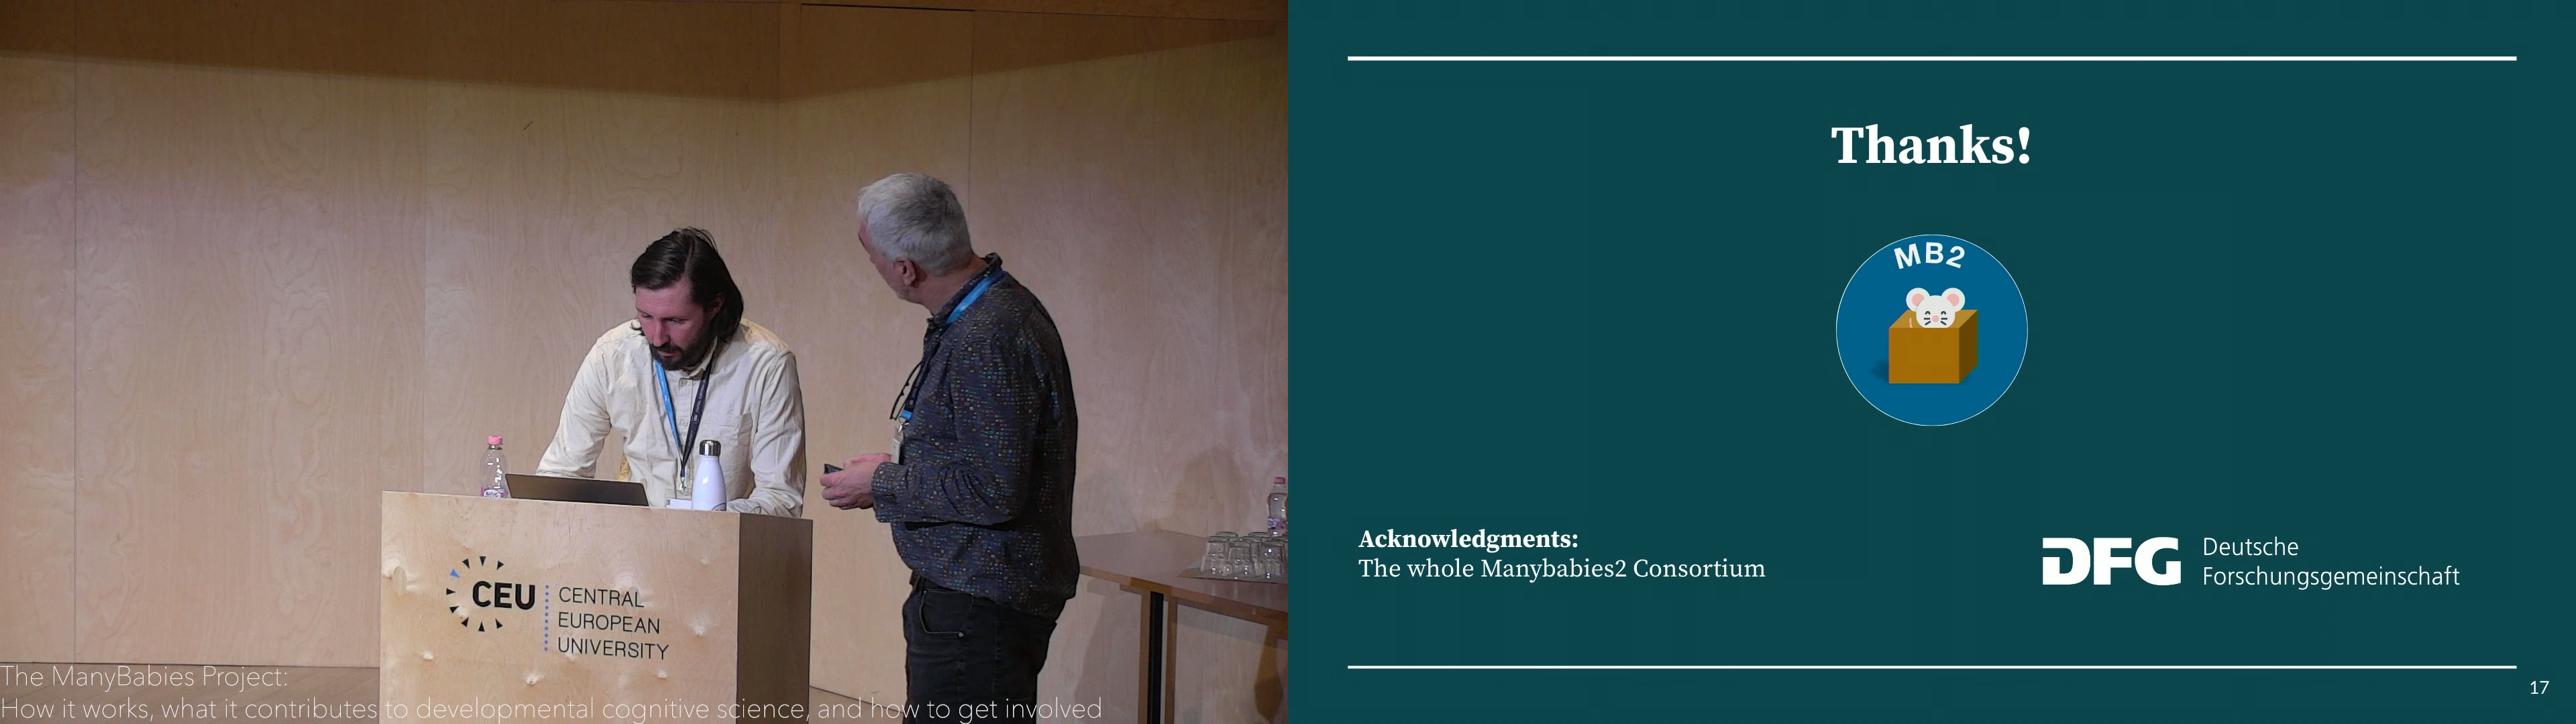 CEU
CENTRAL
EUROPEAN
UNIVERSITY
The ManyBabies Project:
How it works, what it contributes to developmental cognitive science, and how to get involved
Thanks!
MB2
Acknowledgments:
The whole Manybabies2 Consortium
DFG
Deutsche
Forschungsgemeinschaft
17